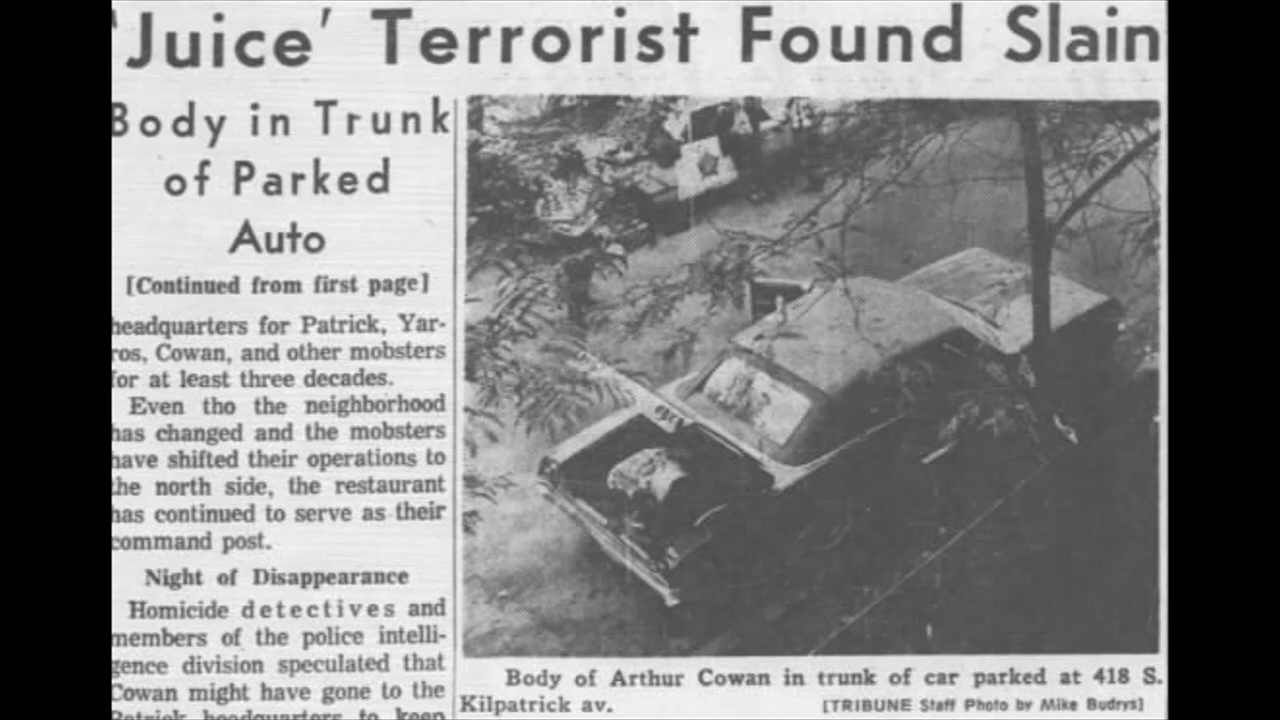 'Juice' Terrorist Found Slain
Body in Trunk
of Parked
Auto
[Continued from first page]
headquarters for Patrick, Yar-
ros, Cowan, and other mobsters
for at least three decades.
Even tho the neighborhood
has changed and the mobsters
have shifted their operations to
the north side, the restaurant
has continued to serve as their
command post.
Night of Disappearance
Homicide detectives and
members of the police intelli-
gence division speculated that
Cowan might have gone to the
Patrick headquarters to keep
Body of Arthur Cowan in trunk of car parked at 418 S.
Kilpatrick av.
[TRIBUNE Staff Photo by Mike Budrys]